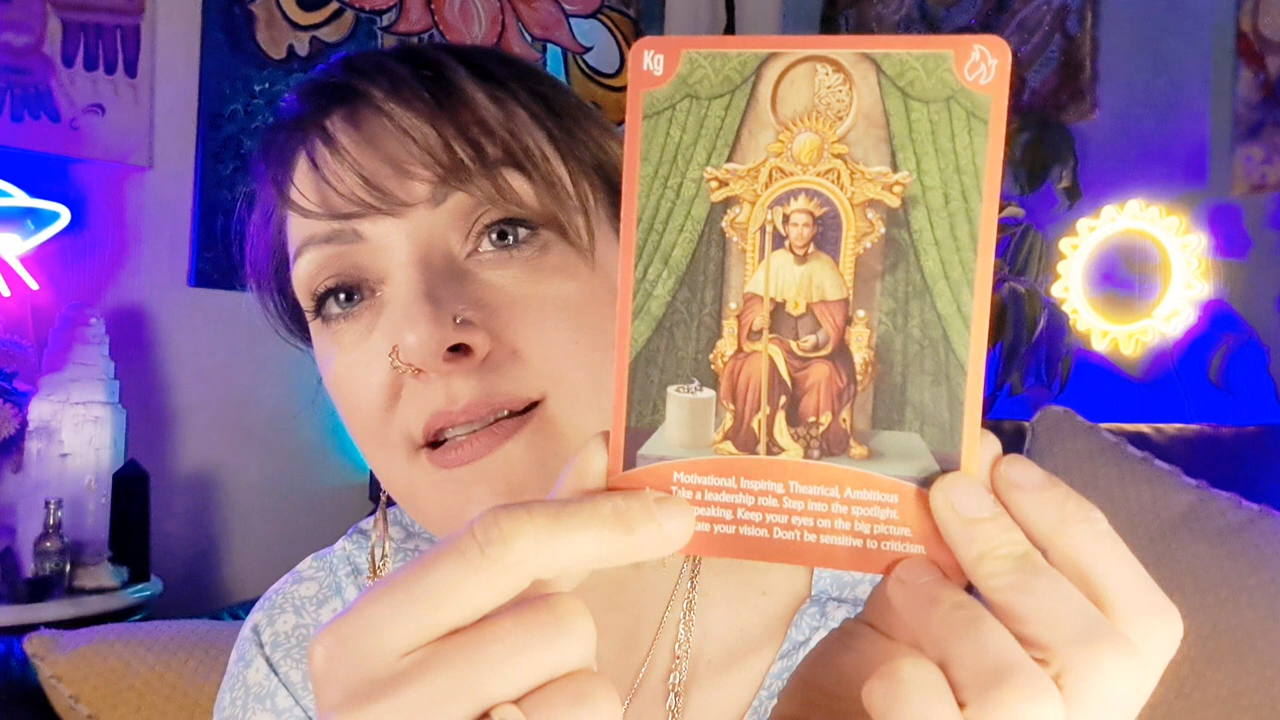 Kg
Motivational, Inspiring, Theatrical, Ambitious
Take a leadership role. Step into the spotlight.
speaking. Keep your eyes on the big picture.
your vision. Don't be sensitive to criticism.